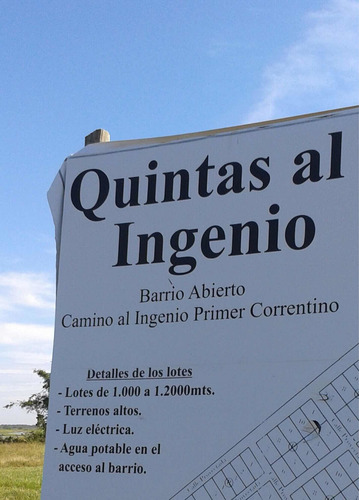 Quintas al
Ingenio
Barrio Abierto
Camino al Ingenio Primer Correntino
Detalles de los lotes
- Lotes de 1.000 a 1.2000mts.
- Terrenos altos.
- Luz eléctrica.
- Agua potable en el
acceso al barrio.